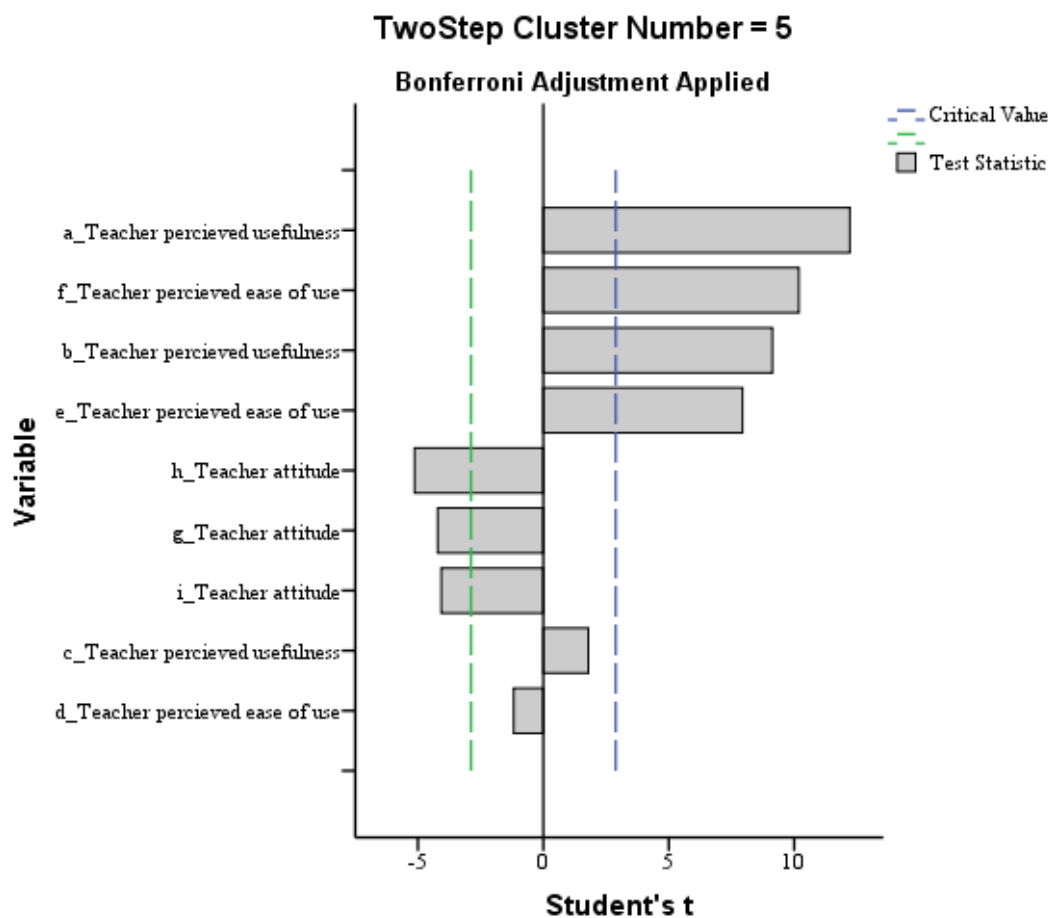 TwoStep Cluster Number = 5
Bonferroni Adjustment Applied
Critical Value
Test Statistic
Variable
a_Teacher percieved usefulness
f_Teacher percieved ease of use
b_Teacher percieved usefulness
e_Teacher percieved ease of use
h_Teacher attitude
g_Teacher attitude
i_Teacher attitude
c_Teacher percieved usefulness
d_Teacher percieved ease of use
-5 0 5 10
Student's t